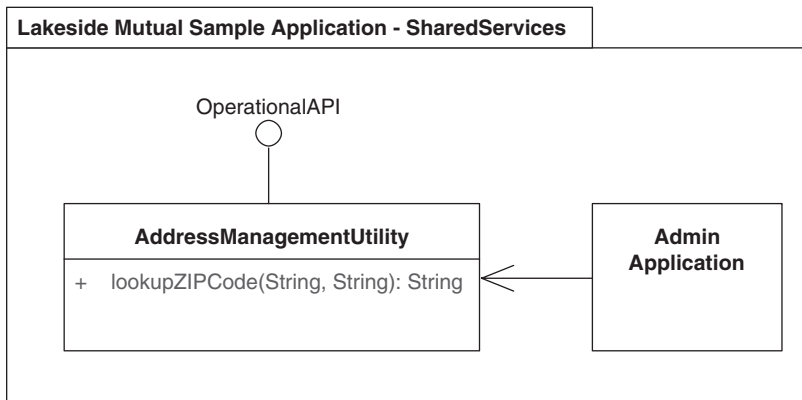 Lakeside Mutual Sample Application - SharedServices
OperationalAPI
AddressManagementUtility
+ lookupZIPCode(String, String): String
Admin
Application